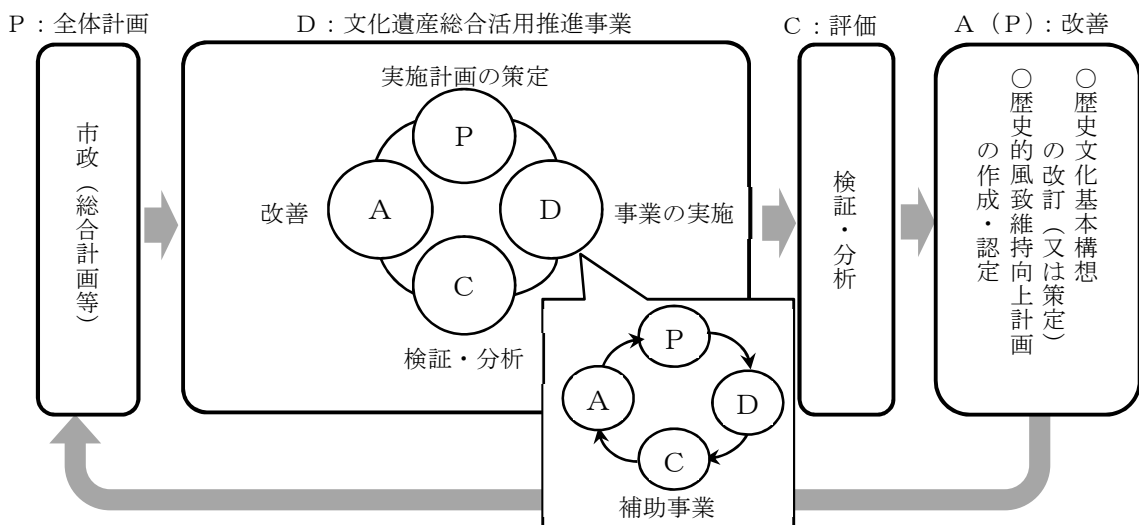 P：全体計画
D：文化遺産総合活用推進事業
C：評価
A（P）：改善
市政（総合計画等）
実施計画の策定
P
改善
A
D
事業の実施
C
検証・分析
P
A
D
C
補助事業
検証・分析
○歴史文化基本構想
の改訂（又は策定）
○歴史的風致維持向上計画
の作成・認定